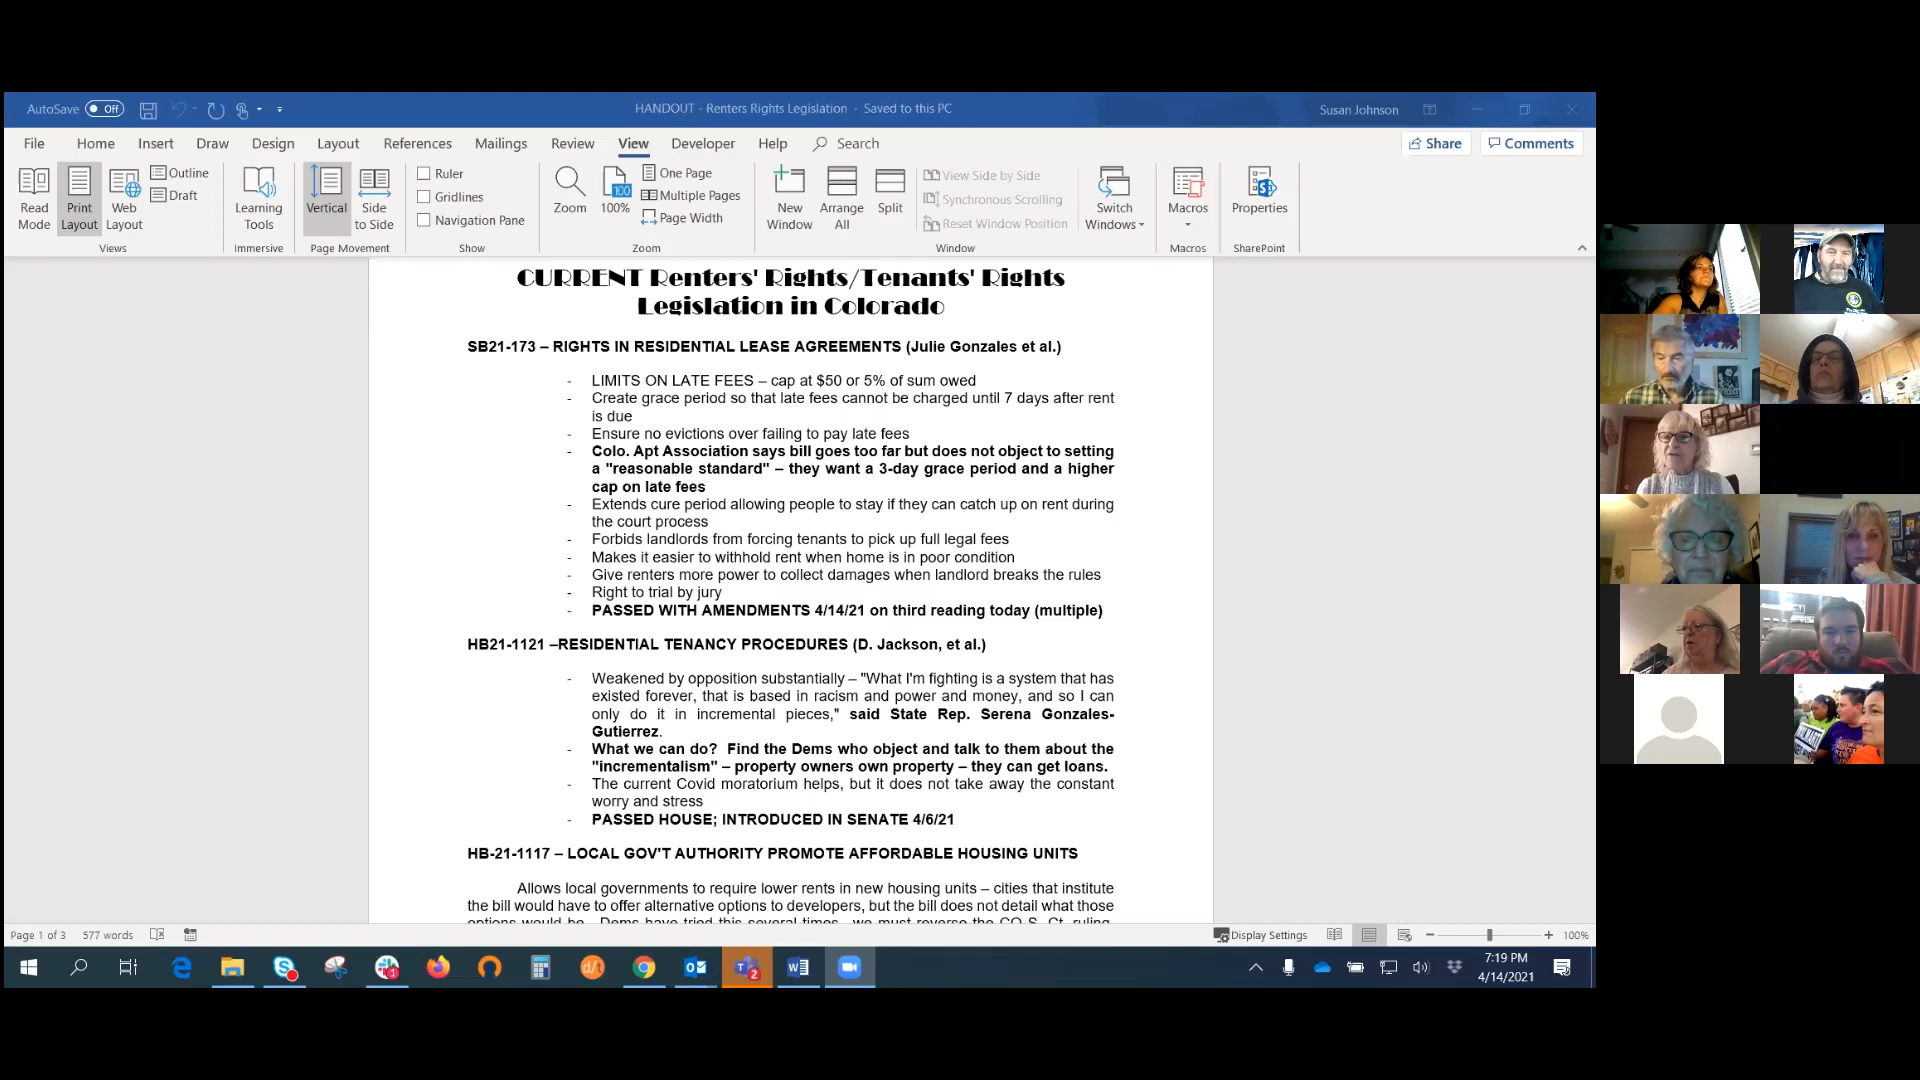 AutoSave Off
HANDOUT - Renters Rights Legislation - Saved to this PC
Susan Johnson
File Home Insert Draw Design Layout References Mailings Review View Developer Help Search
Share Comments
Read Mode
Print Layout
Web Layout
Outline
Draft
Views
Learning Tools
Immersive
Vertical
Side to Side
Page Movement
Ruler
Gridlines
Navigation Pane
Show
Zoom
100
100%
One Page
Multiple Pages
Page Width
Zoom
New Window
Arrange All
Split
View Side by Side
Synchronous Scrolling
Reset Window Position
Switch Windows
Window
Macros
Macros
Properties
SharePoint
CURRENT Renters' Rights/Tenants' Rights
Legislation in Colorado
SB21-173 – RIGHTS IN RESIDENTIAL LEASE AGREEMENTS (Julie Gonzales et al.)
- LIMITS ON LATE FEES – cap at $50 or 5% of sum owed
- Create grace period so that late fees cannot be charged until 7 days after rent
is due
- Ensure no evictions over failing to pay late fees
- Colo. Apt Association says bill goes too far but does not object to setting
a "reasonable standard" – they want a 3-day grace period and a higher
cap on late fees
- Extends cure period allowing people to stay if they can catch up on rent during
the court process
- Forbids landlords from forcing tenants to pick up full legal fees
- Makes it easier to withhold rent when home is in poor condition
- Give renters more power to collect damages when landlord breaks the rules
- Right to trial by jury
- PASSED WITH AMENDMENTS 4/14/21 on third reading today (multiple)
HB21-1121 –RESIDENTIAL TENANCY PROCEDURES (D. Jackson, et al.)
- Weakened by opposition substantially – "What I'm fighting is a system that has
existed forever, that is based in racism and power and money, and so I can
only do it in incremental pieces," said State Rep. Serena Gonzales-
Gutierrez.
- What we can do? Find the Dems who object and talk to them about the
"incrementalism" – property owners own property – they can get loans.
- The current Covid moratorium helps, but it does not take away the constant
worry and stress
- PASSED HOUSE; INTRODUCED IN SENATE 4/6/21
HB-21-1117 – LOCAL GOV'T AUTHORITY PROMOTE AFFORDABLE HOUSING UNITS
Allows local governments to require lower rents in new housing units – cities that institute
the bill would have to offer alternative options to developers, but the bill does not detail what those
options would be. Dems have tried this several times we must reverse the CO S. Ct. ruling
Page 1 of 3 577 words
Display Settings
100%
7:19 PM
4/14/2021